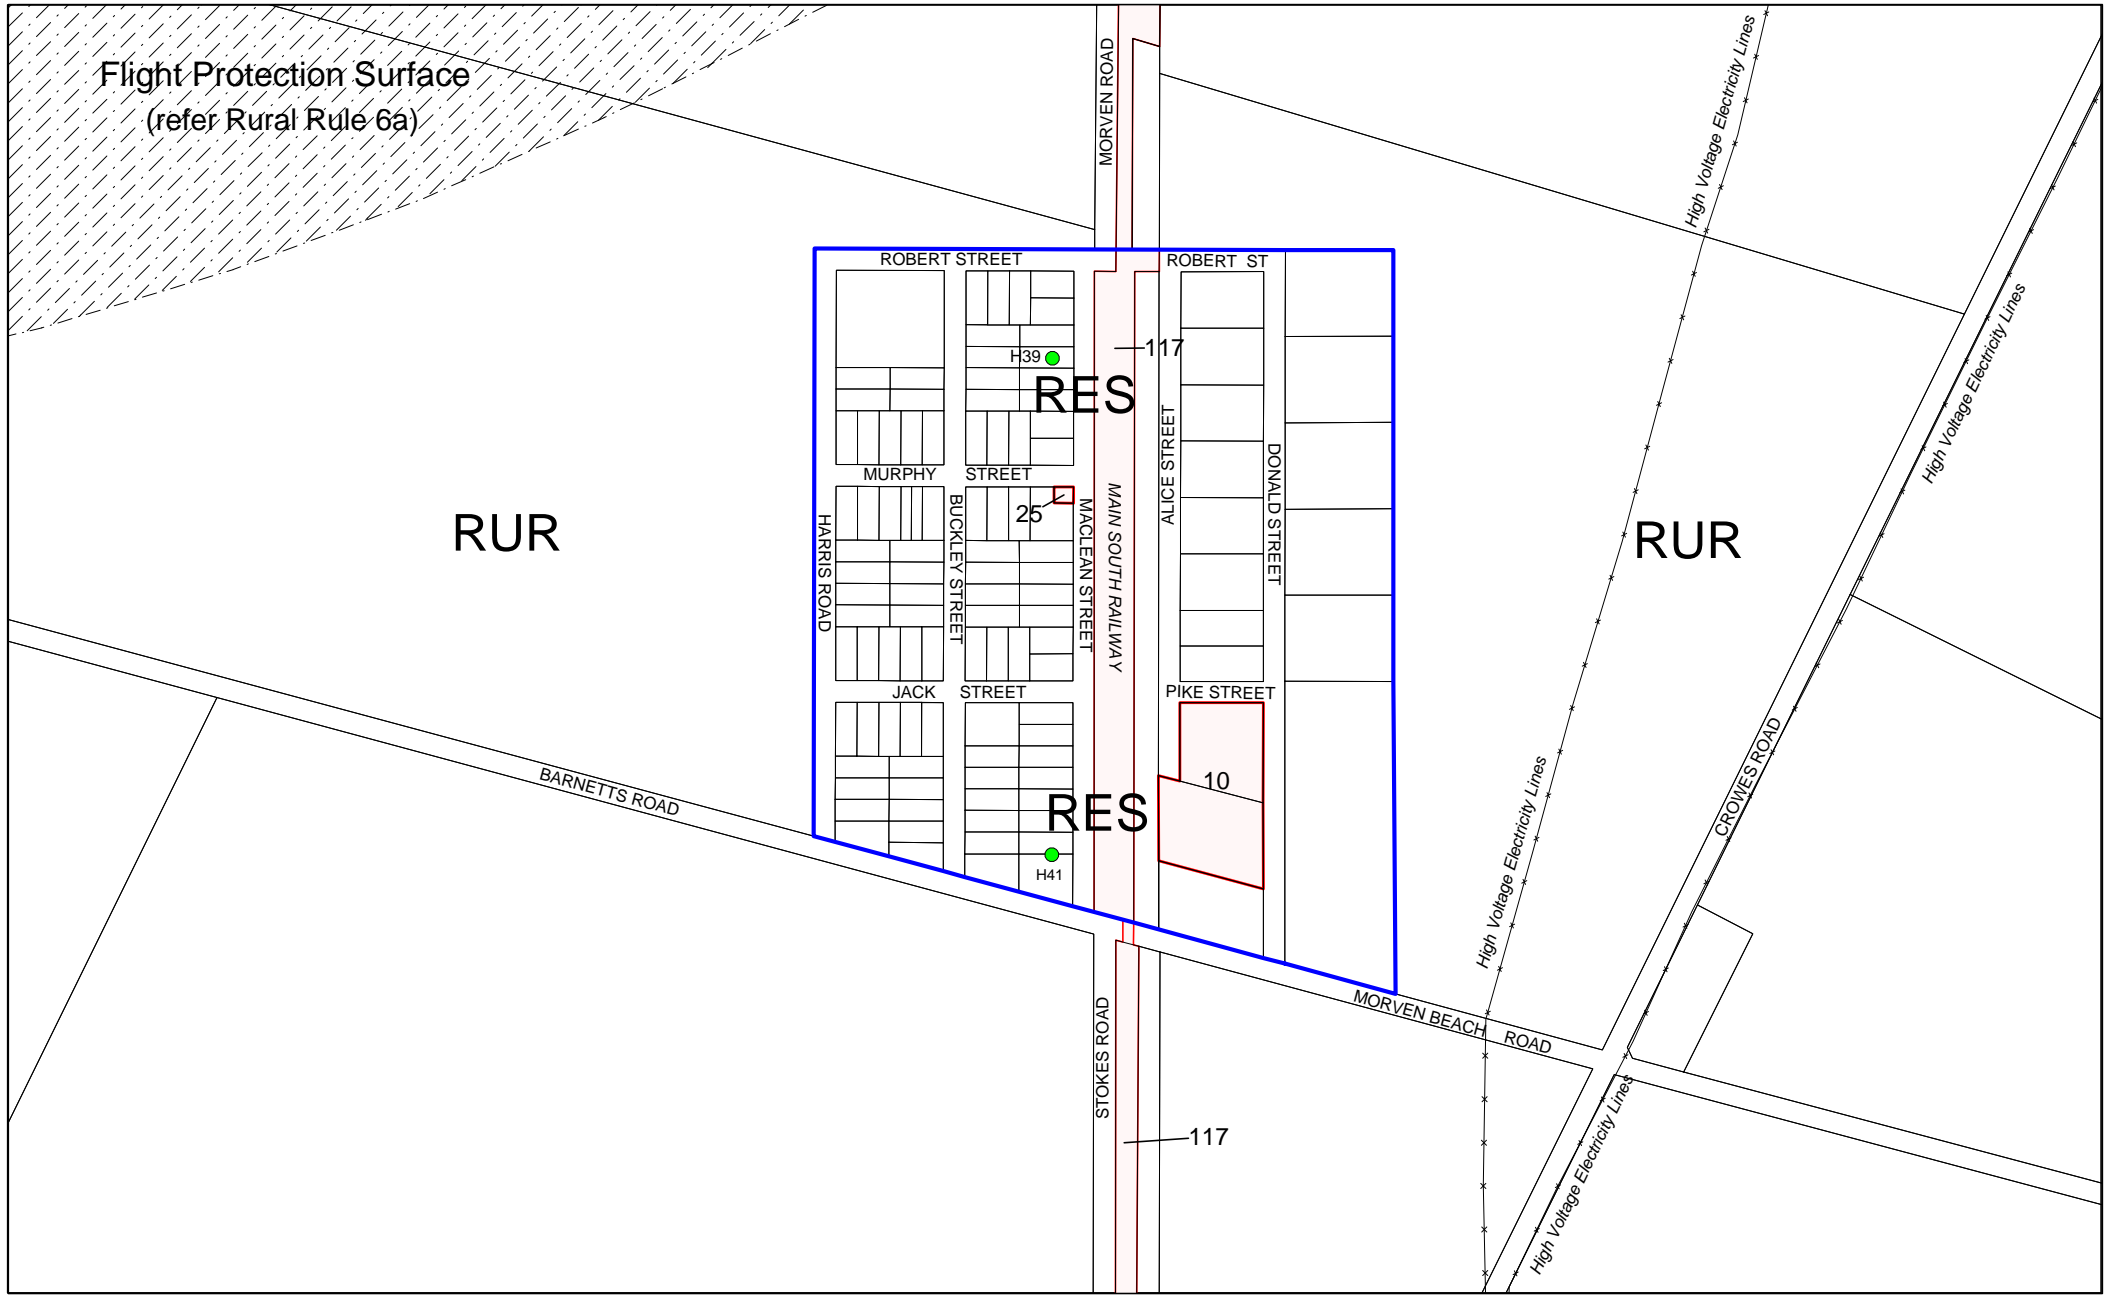 Flight Protection Surface
(refer Rural Rule 6a)
MORVEN ROAD
High Voltage Electricity Lines
ROBERT STREET
ROBERT ST
High Voltage Electricity Lines
H39
117
RES
ALICE STREET
MURPHY STREET
DONALD STREET
MAIN SOUTH RAILWAY
25
BUCKLEY STREET
MACLEAN STREET
HARRIS ROAD
RUR
RUR
JACK STREET
PIKE STREET
BARNETTS ROAD
10
RES
CROWES ROAD
High Voltage Electricity Lines
H41
MORVEN BEACH ROAD
STOKES ROAD
117
High Voltage Electricity Lines